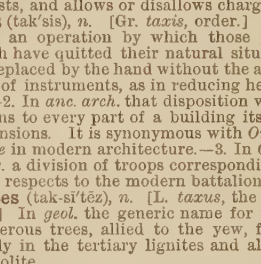 sts, and allows or disallows charg
(tak'sis), n. [Gr. taxis, order.]
an operation by which those
h have quitted their natural situ
eplaced by the hand without the a
of instruments, as in reducing he
2. In anc. arch. that disposition w
ns to every part of a building its
nsions. It is synonymous with O
e in modern architecture.—3. In G
. a division of troops correspondi
respects to the modern battalion
es (tak-sī'tēz), n. [L. taxus, the
] In geol. the generic name for
erous trees, allied to the yew, f
ly in the tertiary lignites and al
olite.